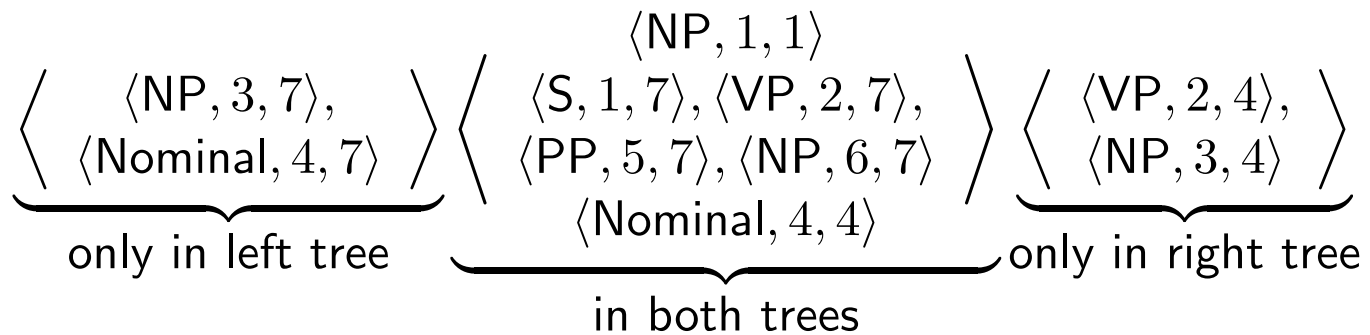 ⟨NP, 1, 1⟩
⟨NP, 3, 7⟩, ⟨S, 1, 7⟩, ⟨VP, 2, 7⟩, ⟨VP, 2, 4⟩,
⟨Nominal, 4, 7⟩ ⟨PP, 5, 7⟩, ⟨NP, 6, 7⟩ ⟨NP, 3, 4⟩
⟨Nominal, 4, 4⟩
only in left tree
only in right tree
in both trees